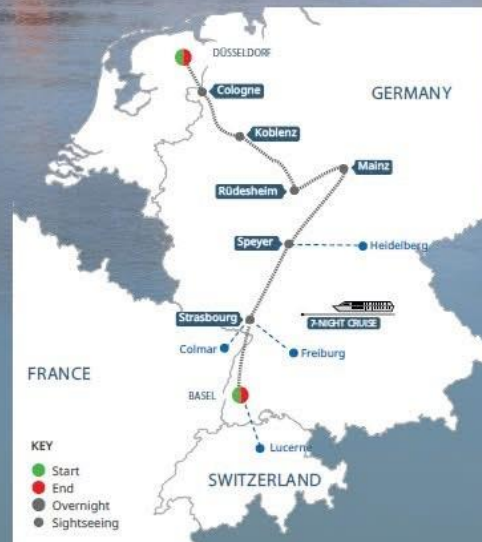 DÜSSELDORF
Cologne
GERMANY
Koblenz
Mainz
Rüdesheim
Speyer
Heidelberg
Strasbourg
7-NIGHT CRUISE
Colmar
Freiburg
FRANCE
BASEL
Lucerne
SWITZERLAND
KEY
Start
End
Overnight
Sightseeing